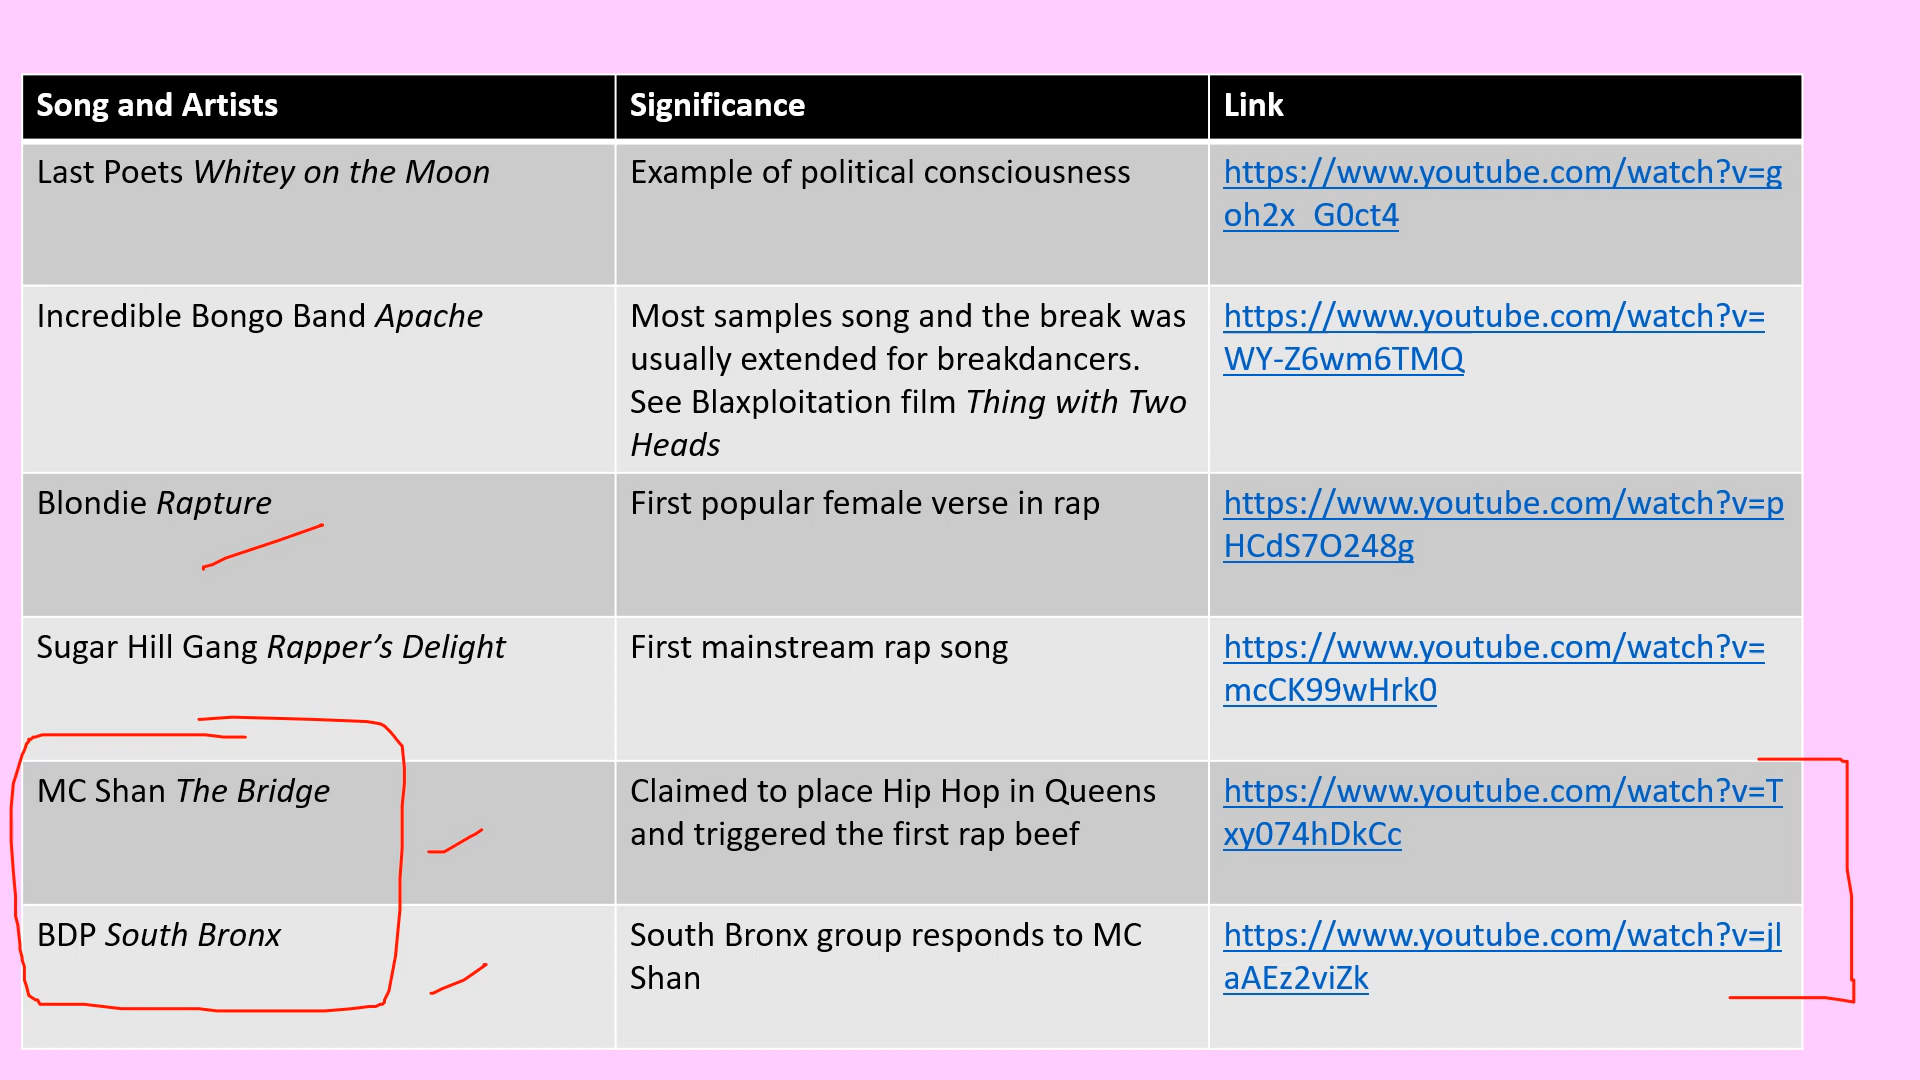 Song and Artists Significance Link
Last Poets Whitey on the Moon
Example of political consciousness
https://www.youtube.com/watch?v=g
oh2x_G0ct4
Incredible Bongo Band Apache
Most samples song and the break was
usually extended for breakdancers.
See Blaxploitation film Thing with Two
Heads
https://www.youtube.com/watch?v=
WY-Z6wm6TMQ
Blondie Rapture
First popular female verse in rap
https://www.youtube.com/watch?v=p
HCdS7O248g
Sugar Hill Gang Rapper’s Delight
First mainstream rap song
https://www.youtube.com/watch?v=
mcCK99wHrk0
MC Shan The Bridge
Claimed to place Hip Hop in Queens
and triggered the first rap beef
https://www.youtube.com/watch?v=T
xy074hDkCc
BDP South Bronx
South Bronx group responds to MC
Shan
https://www.youtube.com/watch?v=jl
aAEz2viZk